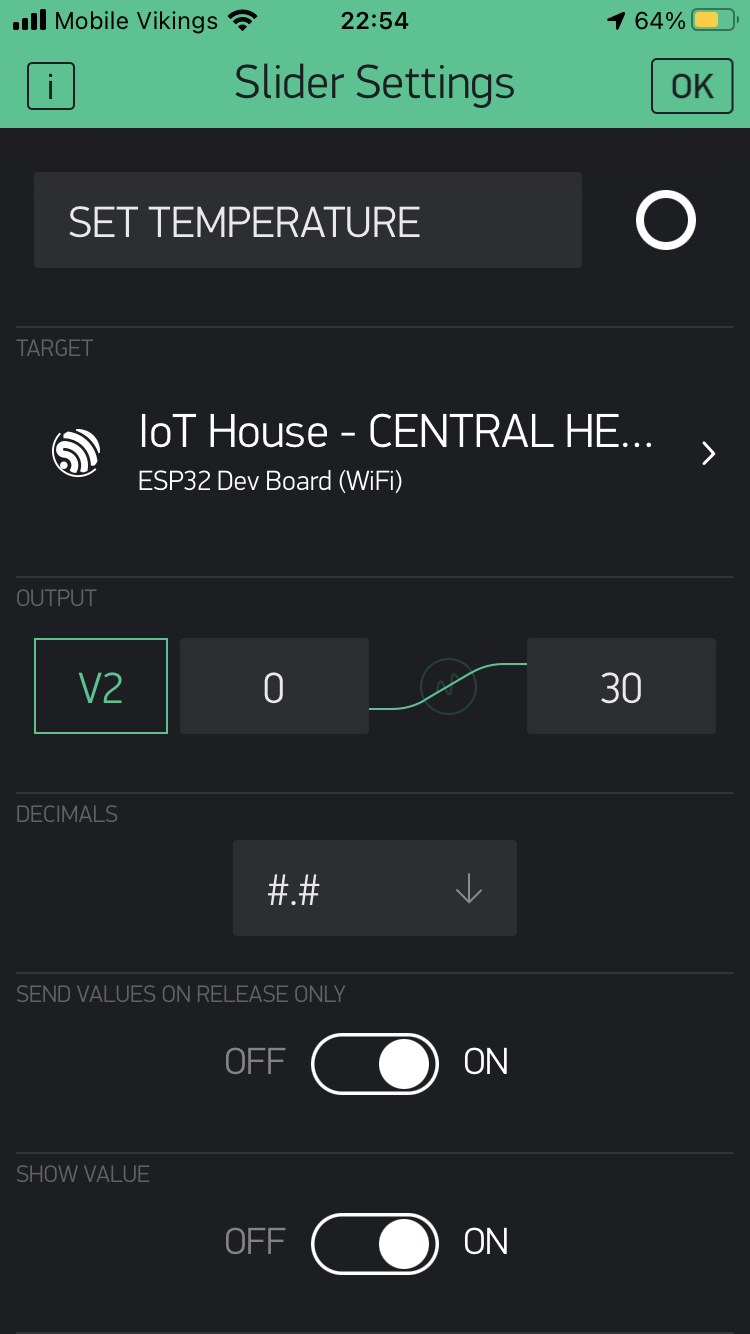 Mobile Vikings 22:54 64%
i Slider Settings OK
SET TEMPERATURE
TARGET
IoT House - CENTRAL HE...
ESP32 Dev Board (WiFi)
OUTPUT
V2 0 30
DECIMALS
#.#
SEND VALUES ON RELEASE ONLY
OFF ON
SHOW VALUE
OFF ON